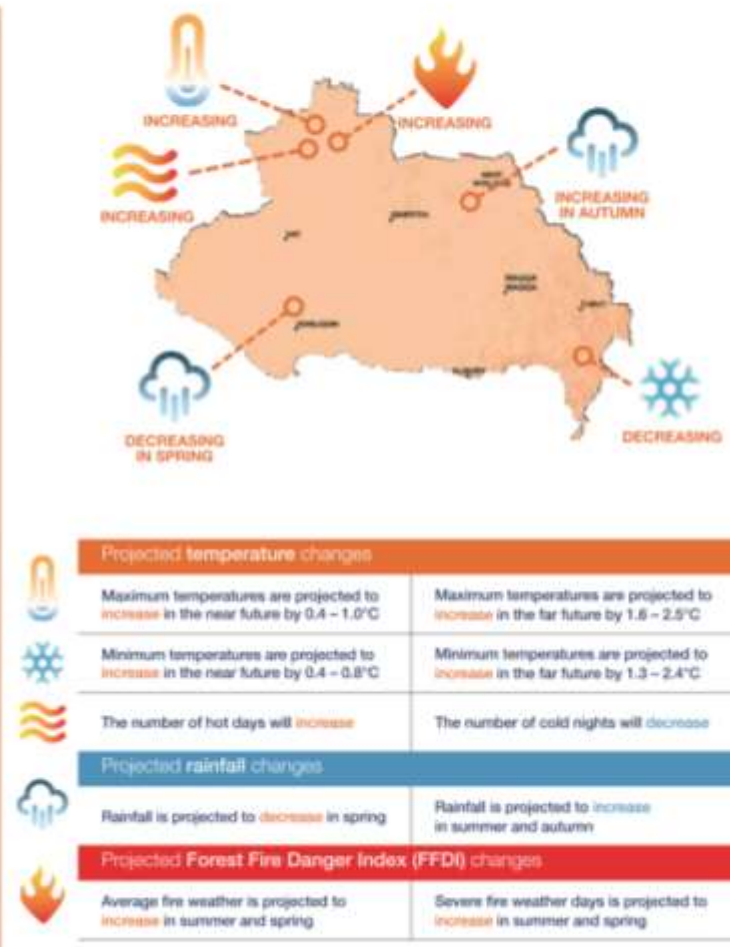 INCREASING
INCREASING
INCREASING
INCREASING
IN AUTUMN
WAGGA
WAGGA
DECREASING
IN SPRING
DECREASING
Projected temperature changes
Maximum temperatures are projected to
increase in the near future by 0.4 – 1.0°C
Maximum temperatures are projected to
increase in the far future by 1.6 – 2.5°C
Minimum temperatures are projected to
increase in the near future by 0.4 – 0.8°C
Minimum temperatures are projected to
increase in the far future by 1.3 – 2.4°C
The number of hot days will increase
The number of cold nights will decrease
Projected rainfall changes
Rainfall is projected to decrease in spring
Rainfall is projected to increase
in summer and autumn
Projected Forest Fire Danger Index (FFDI) changes
Average fire weather is projected to
increase in summer and spring
Severe fire weather days is projected to
increase in summer and spring